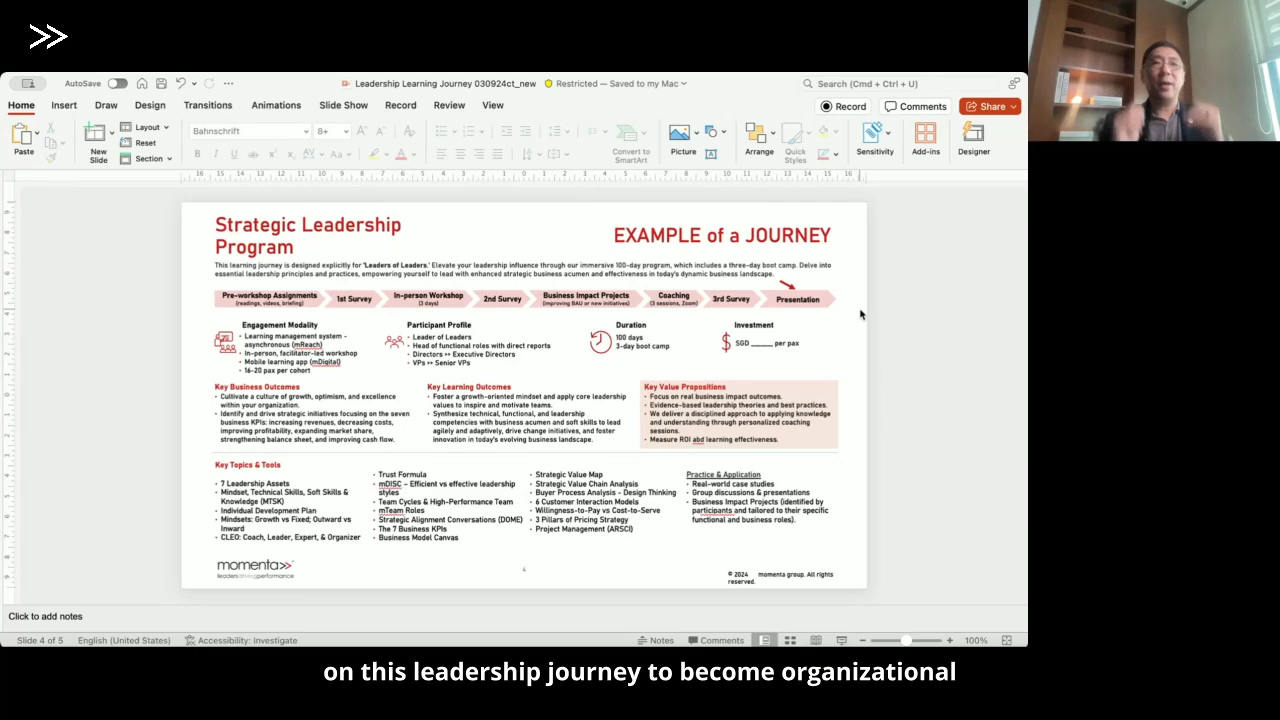 AutoSave
Leadership Learning Journey 030924ct_new
Restricted — Saved to my Mac
Search (Cmd + Ctrl + U)
Home Insert Draw Design Transitions Animations Slide Show Record Review View
Record Comments Share
Paste
New Slide
Layout
Reset
Section
Bahnschrift 8+
Convert to SmartArt
Picture
Arrange
Quick Styles
Sensitivity
Add-ins
Designer
Strategic Leadership
Program
EXAMPLE of a JOURNEY
This learning journey is designed explicitly for 'Leaders of Leaders.' Elevate your leadership influence through our immersive 100-day program, which includes a three-day boot camp. Delve into
essential leadership principles and practices, empowering yourself to lead with enhanced strategic business acumen and effectiveness in today's dynamic business landscape.
Pre-workshop Assignments
(readings, videos, briefing)
1st Survey
In-person Workshop
(3 days)
2nd Survey
Business Impact Projects
(improving BAU or new initiatives)
Coaching
(3 sessions, Zoom)
3rd Survey
Presentation
Engagement Modality
• Learning management system -
asynchronous (mReach)
• In-person, facilitator-led workshop
• Mobile learning app (mDigital)
• 16-20 pax per cohort
Participant Profile
• Leader of Leaders
• Head of functional roles with direct reports
• Directors >> Executive Directors
• VPs >> Senior VPs
Duration
100 days
3-day boot camp
Investment
SGD ______ per pax
Key Business Outcomes
• Cultivate a culture of growth, optimism, and excellence
within your organization.
• Identify and drive strategic initiatives focusing on the seven
business KPIs: increasing revenues, decreasing costs,
improving profitability, expanding market share,
strengthening balance sheet, and improving cash flow.
Key Learning Outcomes
• Foster a growth-oriented mindset and apply core leadership
values to inspire and motivate teams.
• Synthesize technical, functional, and leadership
competencies with business acumen and soft skills to lead
agilely and adaptively, drive change initiatives, and foster
innovation in today's evolving business landscape.
Key Value Propositions
• Focus on real business impact outcomes.
• Evidence-based leadership theories and best practices.
• We deliver a disciplined approach to applying knowledge
and understanding through personalized coaching
sessions.
• Measure ROI abd learning effectiveness.
Key Topics & Tools
• 7 Leadership Assets
• Mindset, Technical Skills, Soft Skills &
Knowledge (MTSK)
• Individual Development Plan
• Mindsets: Growth vs Fixed; Outward vs
Inward
• CLEO: Coach, Leader, Expert, & Organizer
• Trust Formula
• mDISC – Efficient vs effective leadership
styles
• Team Cycles & High-Performance Team
• mTeam Roles
• Strategic Alignment Conversations (DOME)
• The 7 Business KPIs
• Business Model Canvas
• Strategic Value Map
• Strategic Value Chain Analysis
• Buyer Process Analysis - Design Thinking
• 6 Customer Interaction Models
• Willingness-to-Pay vs Cost-to-Serve
• 3 Pillars of Pricing Strategy
• Project Management (ARSCI)
Practice & Application
• Real-world case studies
• Group discussions & presentations
• Business Impact Projects (identified by
participants and tailored to their specific
functional and business roles).
momenta>>
leadersdrivingperformance
4
© 2024 momenta group. All rights
reserved.
Click to add notes
Slide 4 of 5 English (United States) Accessibility: Investigate Notes Comments 100%
on this leadership journey to become organizational